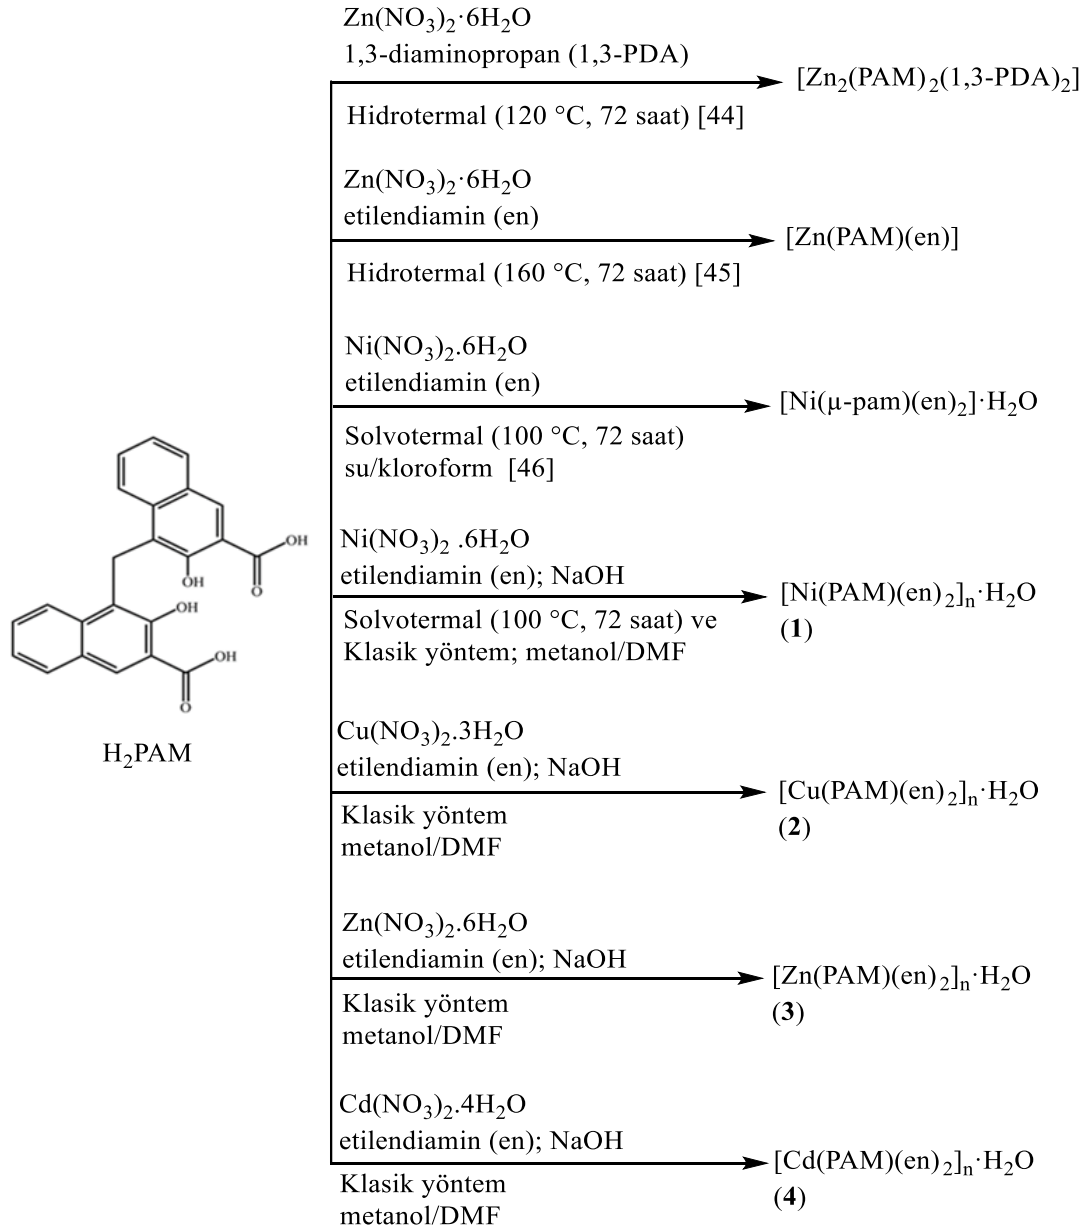 Zn(NO₃)₂·6H₂O
1,3-diaminopropan (1,3-PDA)
[Zn₂(PAM)₂(1,3-PDA)₂]
Hidrotermal (120 °C, 72 saat) [44]
Zn(NO₃)₂·6H₂O
etilendiamin (en)
[Zn(PAM)(en)]
Hidrotermal (160 °C, 72 saat) [45]
Ni(NO₃)₂.6H₂O
etilendiamin (en)
[Ni(µ-pam)(en)₂]·H₂O
Solvotermal (100 °C, 72 saat)
su/kloroform [46]
Ni(NO₃)₂ .6H₂O
etilendiamin (en); NaOH
[Ni(PAM)(en)₂]ₙ·H₂O
(1)
Solvotermal (100 °C, 72 saat) ve
Klasik yöntem; metanol/DMF
OH
OH
O
OH
OH
O
H₂PAM
Cu(NO₃)₂.3H₂O
etilendiamin (en); NaOH
[Cu(PAM)(en)₂]ₙ·H₂O
(2)
Klasik yöntem
metanol/DMF
Zn(NO₃)₂.6H₂O
etilendiamin (en); NaOH
[Zn(PAM)(en)₂]ₙ·H₂O
(3)
Klasik yöntem
metanol/DMF
Cd(NO₃)₂.4H₂O
etilendiamin (en); NaOH
[Cd(PAM)(en)₂]ₙ·H₂O
(4)
Klasik yöntem
metanol/DMF